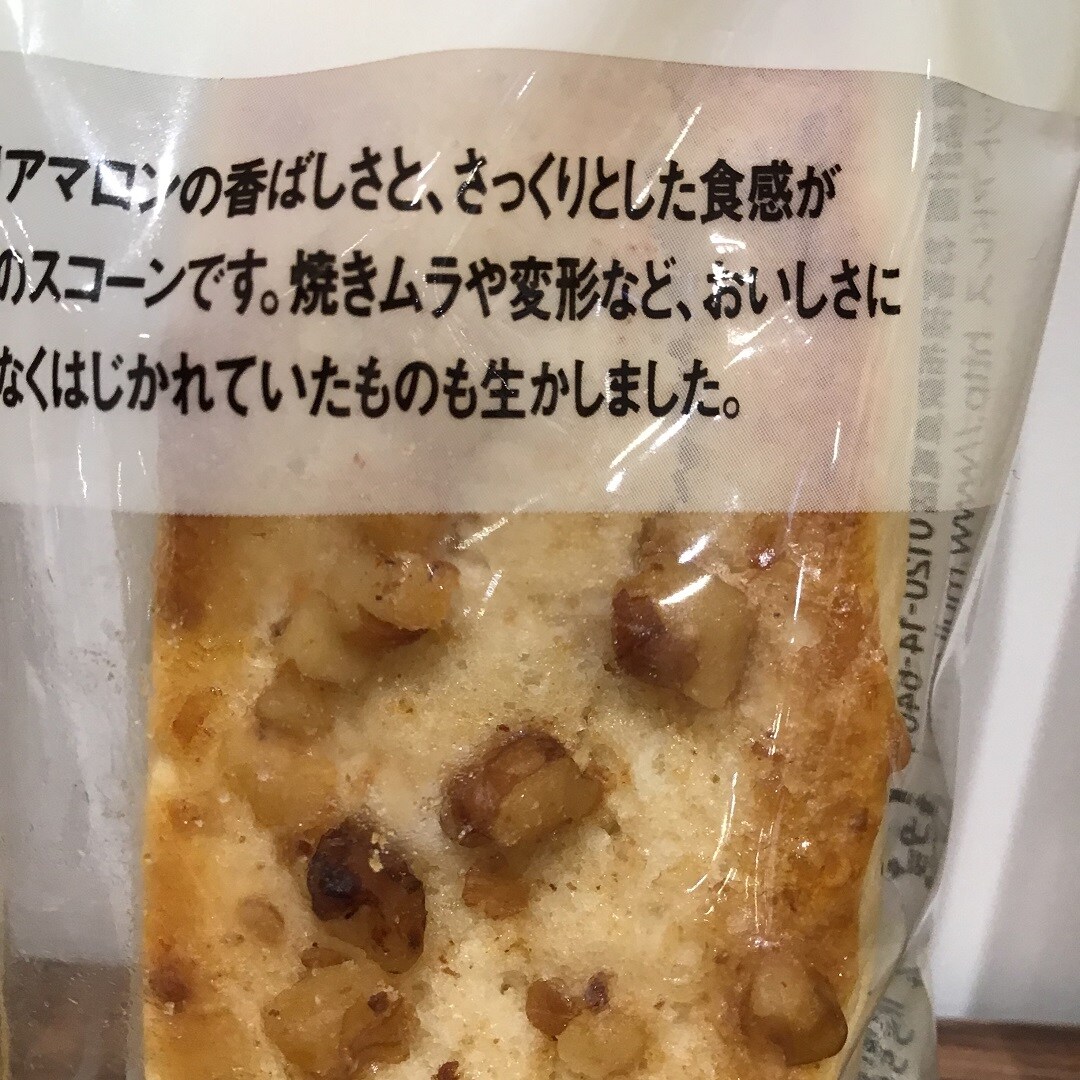 アマロンの香ばしさと、さっくりとした食感が
のスコーンです。焼きムラや変形など、おいしさに
なくはじかれていたものも生かしました。